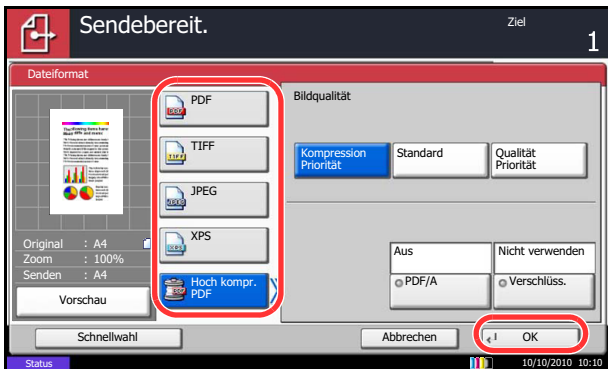 Sendebereit.
Ziel
1
Dateiformat
PDF
TIFF
JPEG
XPS
Hoch kompr.
PDF
Original : A4
Zoom : 100%
Senden : A4
Vorschau
Bildqualität
Kompression
Priorität
Standard
Qualität
Priorität
Aus
PDF/A
Nicht verwenden
Verschlüss.
Schnellwahl
Abbrechen
OK
Status
10/10/2010 10:10